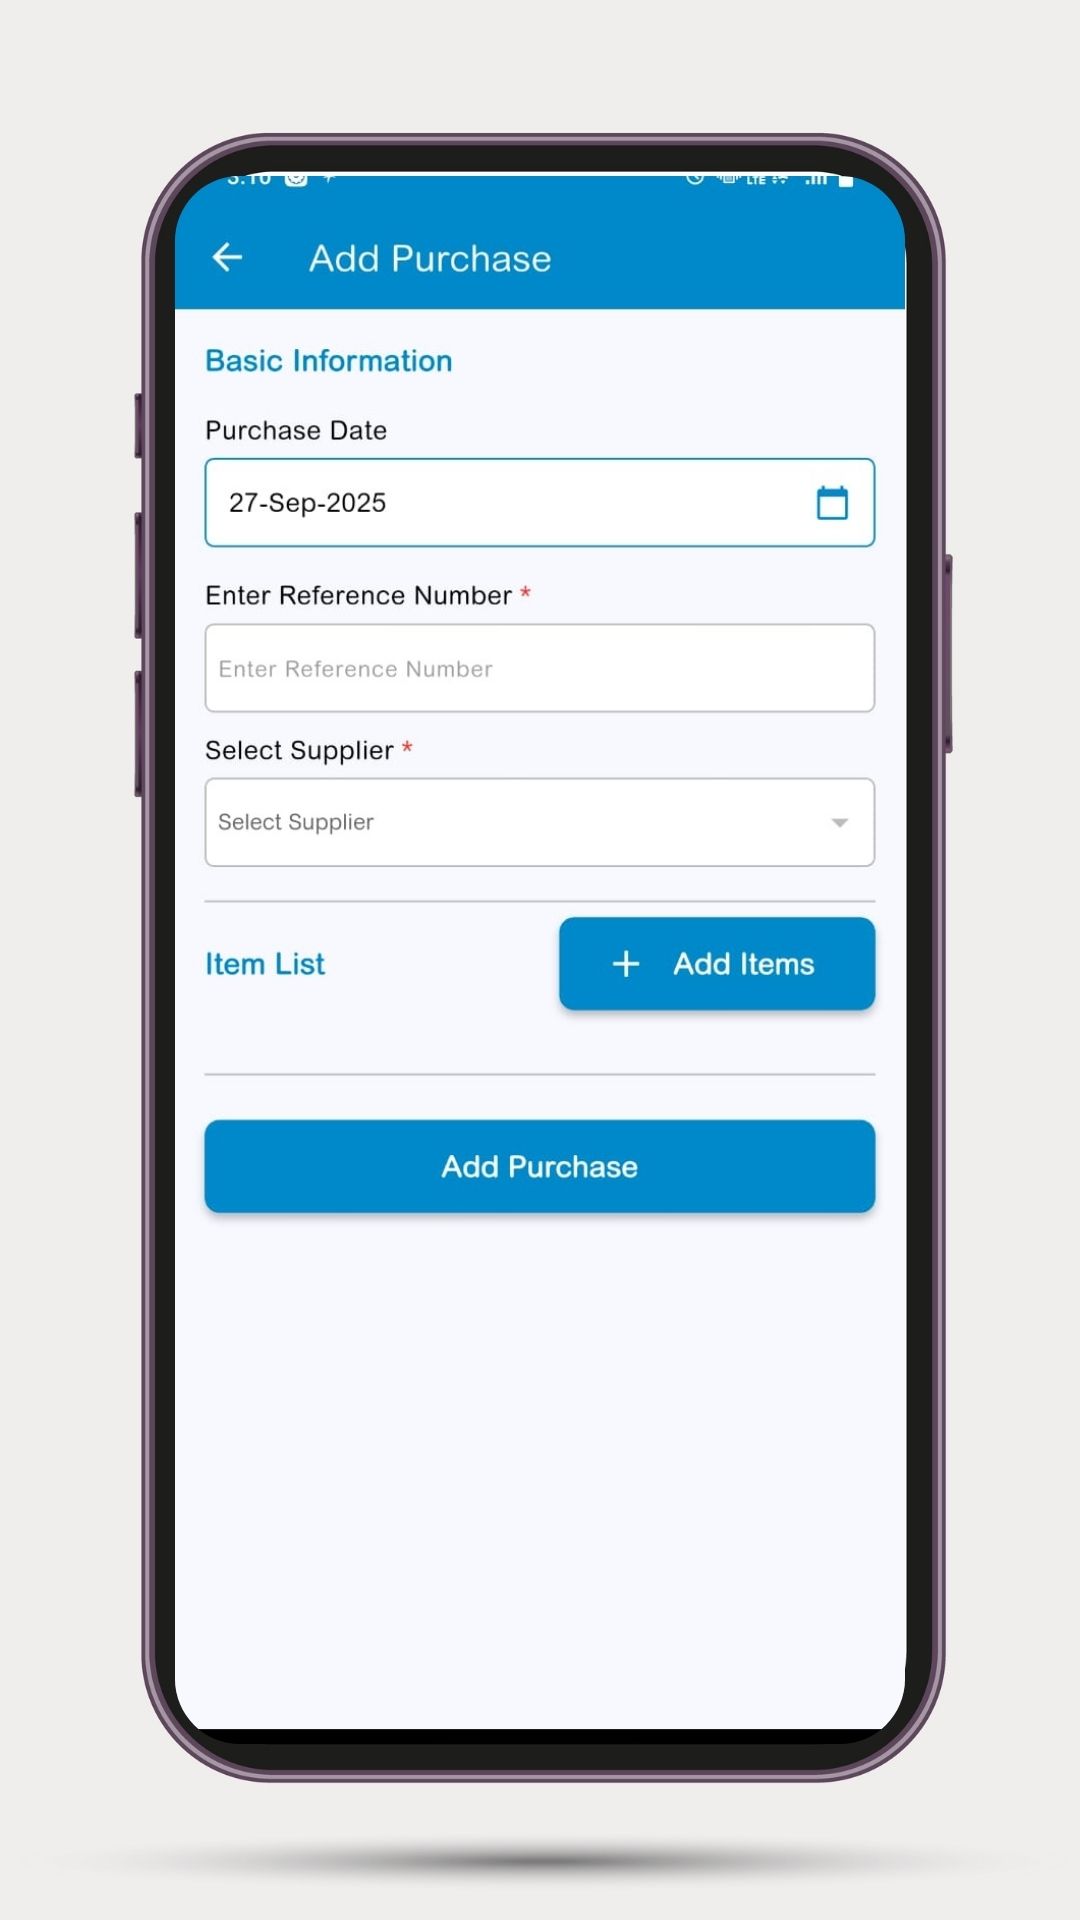 Add Purchase
Basic Information
Purchase Date
27-Sep-2025
Enter Reference Number *
Enter Reference Number
Select Supplier *
Select Supplier
Item List
+ Add Items
Add Purchase